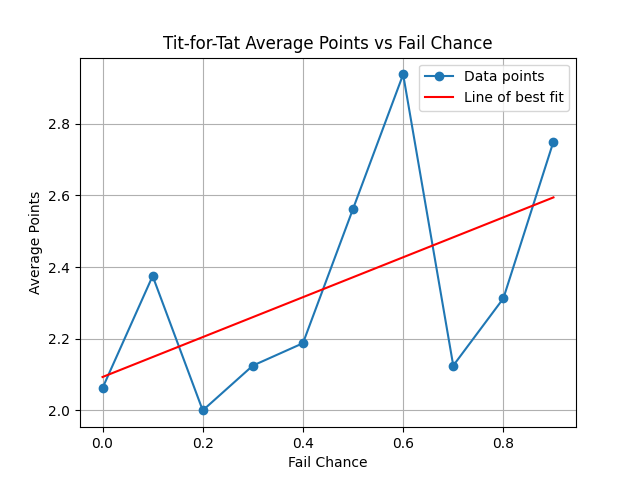 Tit-for-Tat Average Points vs Fail Chance
Data points
Line of best fit
Average Points
2.8
2.6
2.4
2.2
2.0
0.0 0.2 0.4 0.6 0.8
Fail Chance